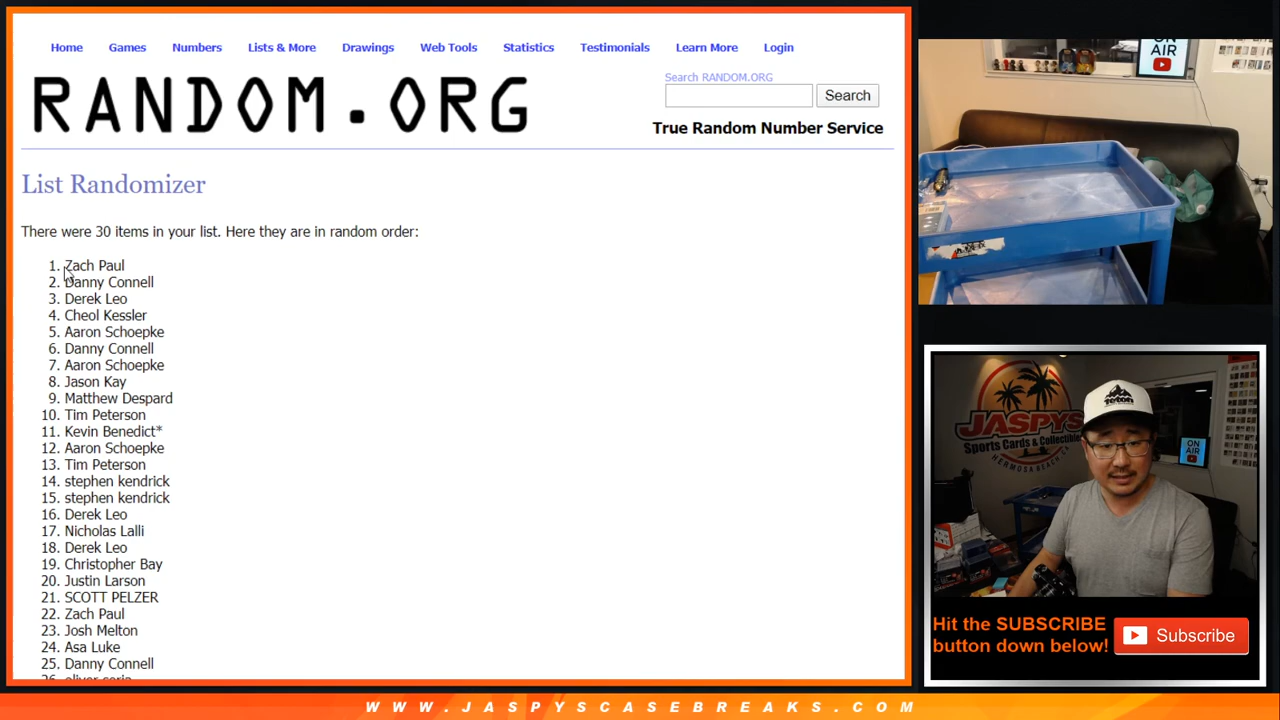 Home Games Numbers Lists & More Drawings Web Tools Statistics Testimonials Learn More Login
RANDOM.ORG
Search RANDOM.ORG
Search
True Random Number Service
List Randomizer
There were 30 items in your list. Here they are in random order:
1. Zach Paul
2. Danny Connell
3. Derek Leo
4. Cheol Kessler
5. Aaron Schoepke
6. Danny Connell
7. Aaron Schoepke
8. Jason Kay
9. Matthew Despard
10. Tim Peterson
11. Kevin Benedict*
12. Aaron Schoepke
13. Tim Peterson
14. stephen kendrick
15. stephen kendrick
16. Derek Leo
17. Nicholas Lalli
18. Derek Leo
19. Christopher Bay
20. Justin Larson
21. SCOTT PELZER
22. Zach Paul
23. Josh Melton
24. Asa Luke
25. Danny Connell
ON
AIR
JASPYS
Sports Cards & Collectibles
HERMOSA BEACH, CA
Teton
ON
AIR
Hit the SUBSCRIBE
button down below!
Subscribe
WWW.JASPYSCASEBREAKS.COM